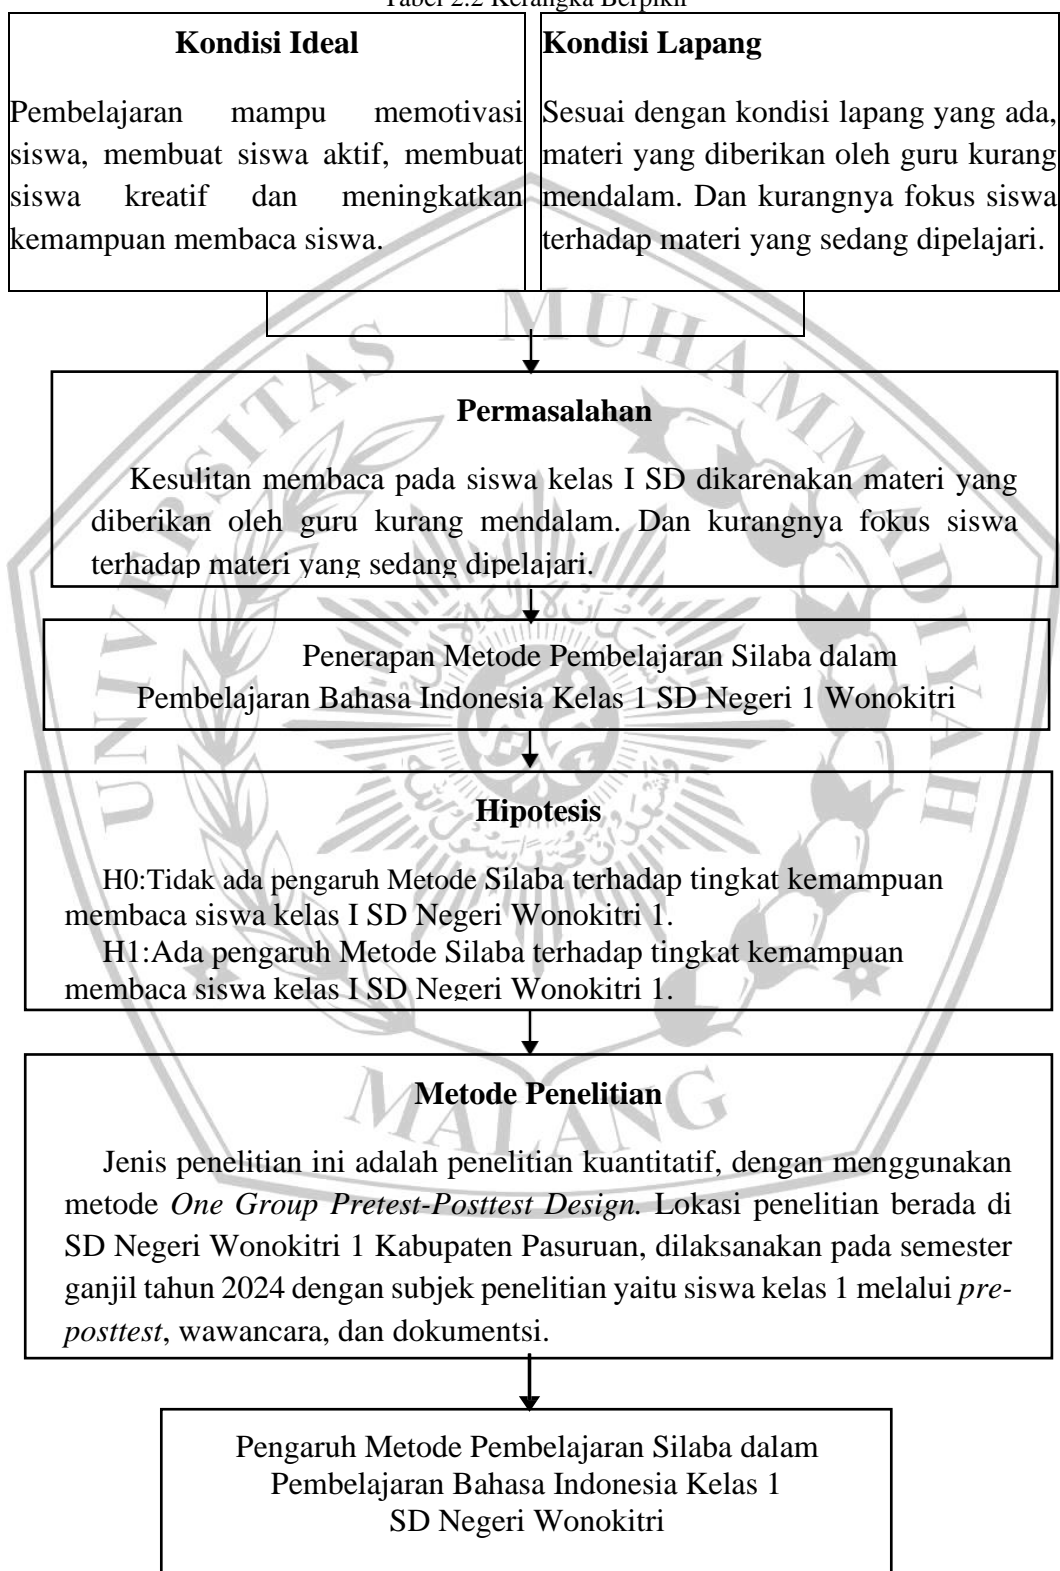 Tabel 2.2 Kerangka Berpikir
Kondisi Ideal
Pembelajaran mampu memotivasi
siswa, membuat siswa aktif, membuat
siswa kreatif dan meningkatkan
kemampuan membaca siswa.
Kondisi Lapang
Sesuai dengan kondisi lapang yang ada,
materi yang diberikan oleh guru kurang
mendalam. Dan kurangnya fokus siswa
terhadap materi yang sedang dipelajari.
Permasalahan
Kesulitan membaca pada siswa kelas I SD dikarenakan materi yang
diberikan oleh guru kurang mendalam. Dan kurangnya fokus siswa
terhadap materi yang sedang dipelajari.
Penerapan Metode Pembelajaran Silaba dalam
Pembelajaran Bahasa Indonesia Kelas 1 SD Negeri 1 Wonokitri
Hipotesis
H0:Tidak ada pengaruh Metode Silaba terhadap tingkat kemampuan
membaca siswa kelas I SD Negeri Wonokitri 1.
H1:Ada pengaruh Metode Silaba terhadap tingkat kemampuan
membaca siswa kelas I SD Negeri Wonokitri 1.
Metode Penelitian
Jenis penelitian ini adalah penelitian kuantitatif, dengan menggunakan
metode One Group Pretest-Posttest Design. Lokasi penelitian berada di
SD Negeri Wonokitri 1 Kabupaten Pasuruan, dilaksanakan pada semester
ganjil tahun 2024 dengan subjek penelitian yaitu siswa kelas 1 melalui pre-
posttest, wawancara, dan dokumentsi.
Pengaruh Metode Pembelajaran Silaba dalam
Pembelajaran Bahasa Indonesia Kelas 1
SD Negeri Wonokitri
UNIVERSITAS MUHAMMADIYAH
MALANG